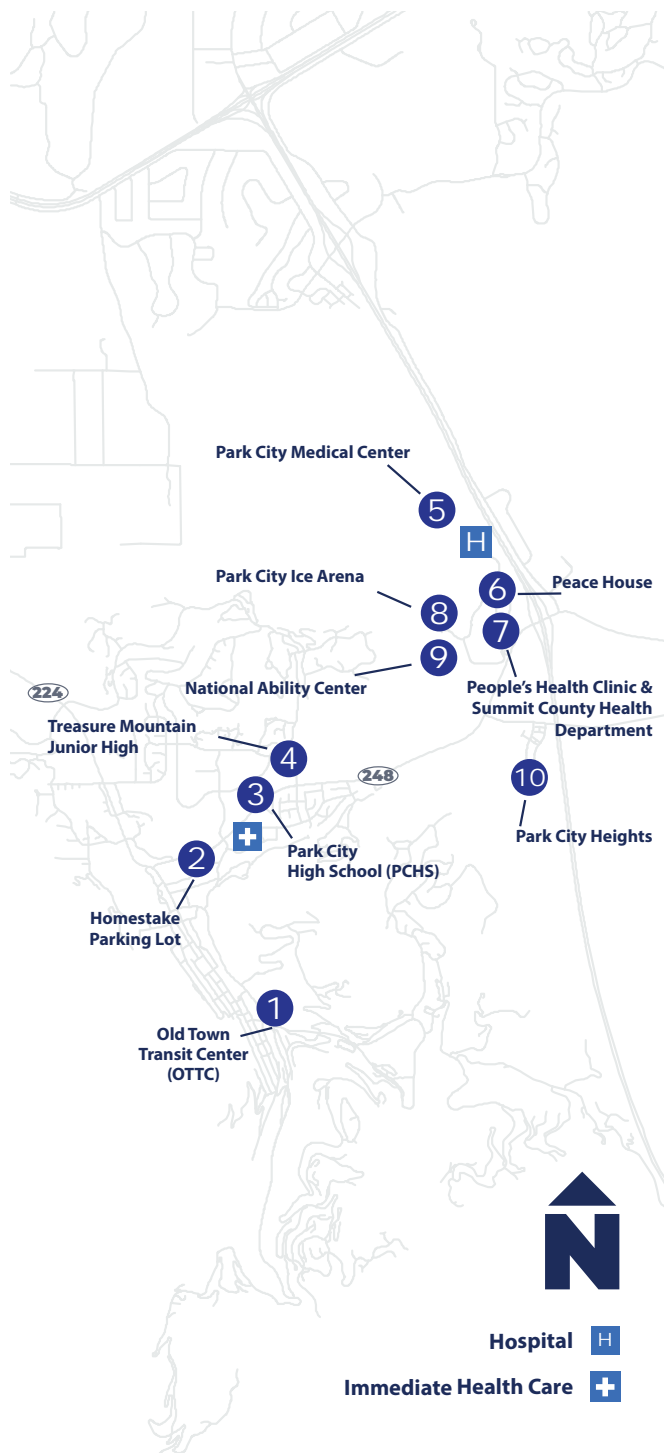 Park City Medical Center
5
H
Park City Ice Arena
6
Peace House
8
7
9
National Ability Center
People’s Health Clinic &
Summit County Health
Department
224
Treasure Mountain
Junior High
4
248
10
3
Park City Heights
Park City
High School (PCHS)
2
Homestake
Parking Lot
1
Old Town
Transit Center
(OTTC)
N
Hospital H
Immediate Health Care